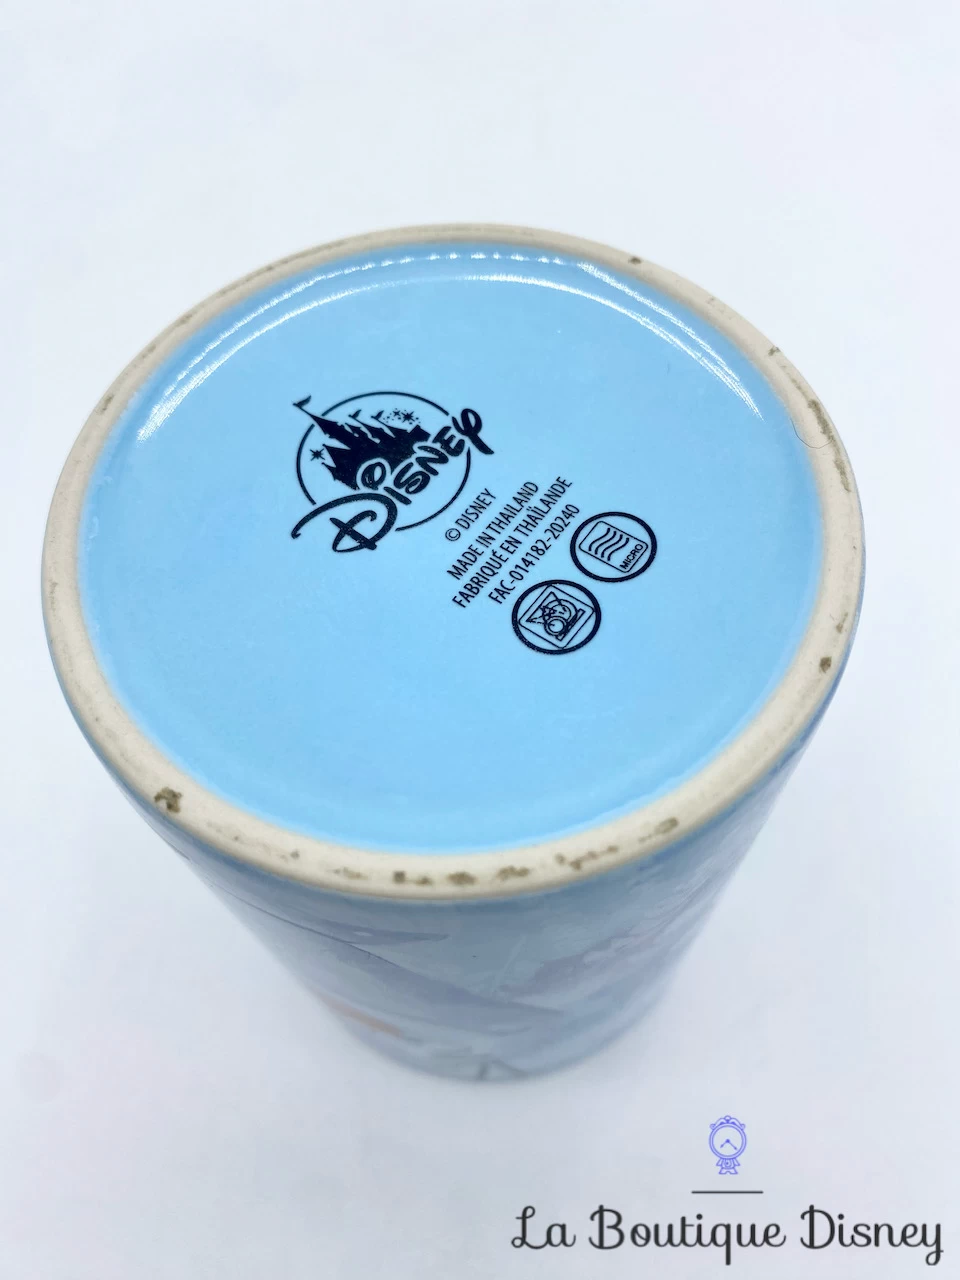 Disney
© DISNEY
MADE IN THAILAND
FABRIQUÉ EN THAÏLANDE
FAC-014182-20240
MICRO
La Boutique Disney